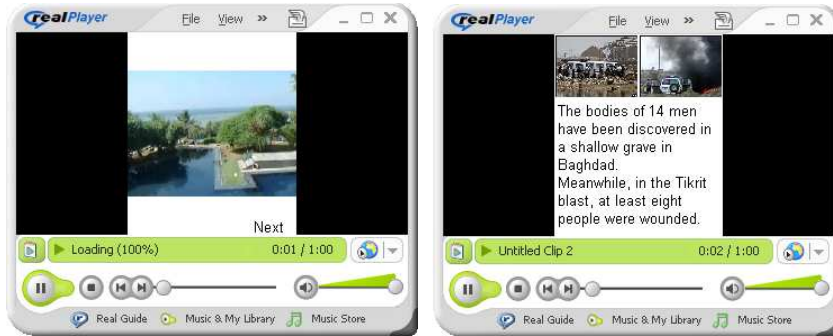 realPlayer File View »
Next
Loading (100%) 0:01 / 1:00
Real Guide Music & My Library Music Store
realPlayer File View »
The bodies of 14 men
have been discovered in
a shallow grave in
Baghdad.
Meanwhile, in the Tikrit
blast, at least eight
people were wounded.
Untitled Clip 2 0:02 / 1:00
Real Guide Music & My Library Music Store